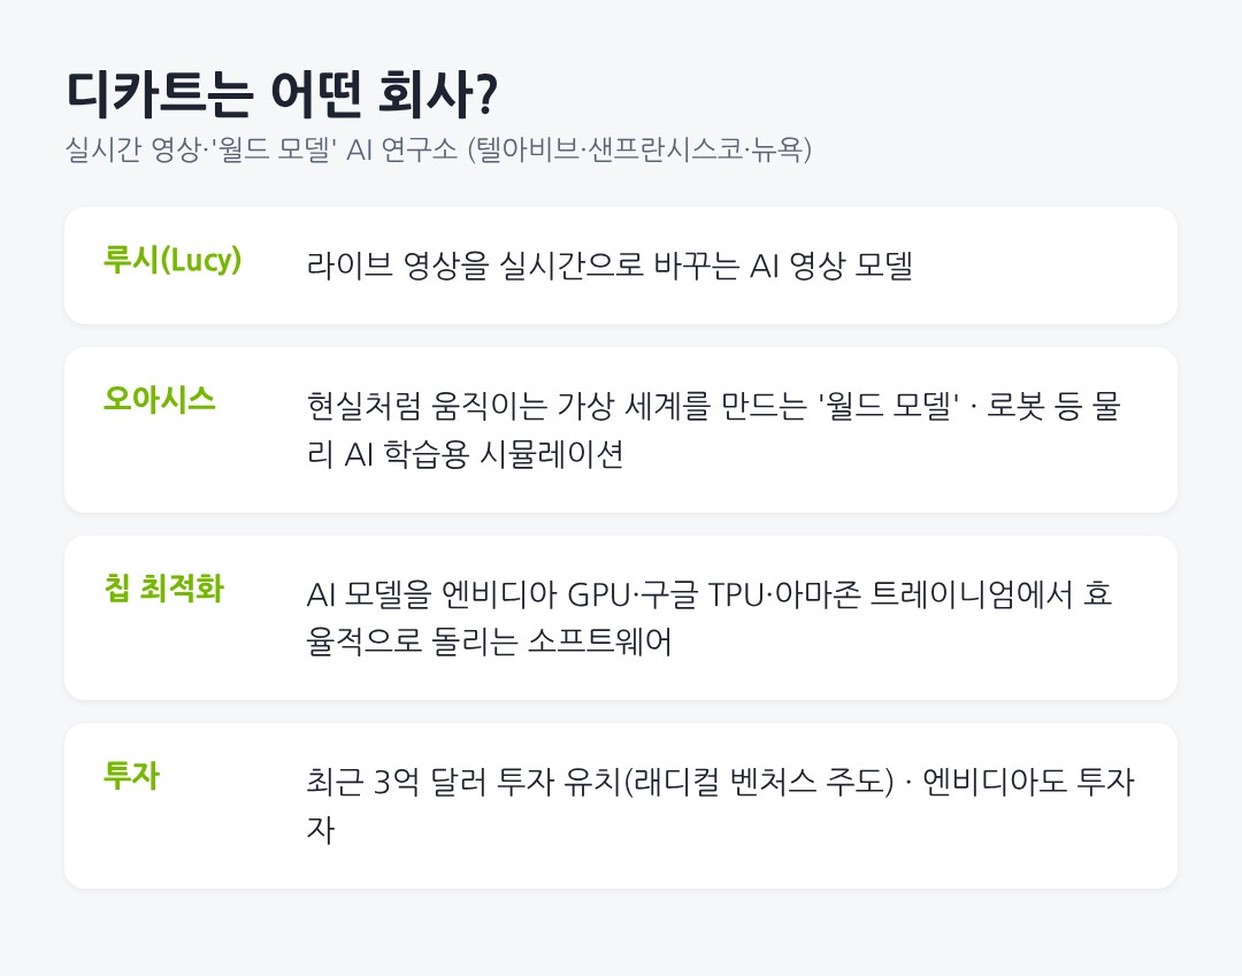 디카트는 어떤 회사?
실시간 영상·'월드 모델' AI 연구소 (텔아비브·샌프란시스코·뉴욕)
루시(Lucy)
라이브 영상을 실시간으로 바꾸는 AI 영상 모델
오아시스
현실처럼 움직이는 가상 세계를 만드는 '월드 모델' · 로봇 등 물
리 AI 학습용 시뮬레이션
칩 최적화
AI 모델을 엔비디아 GPU·구글 TPU·아마존 트레이니엄에서 효
율적으로 돌리는 소프트웨어
투자
최근 3억 달러 투자 유치(래디컬 벤처스 주도) · 엔비디아도 투자
자